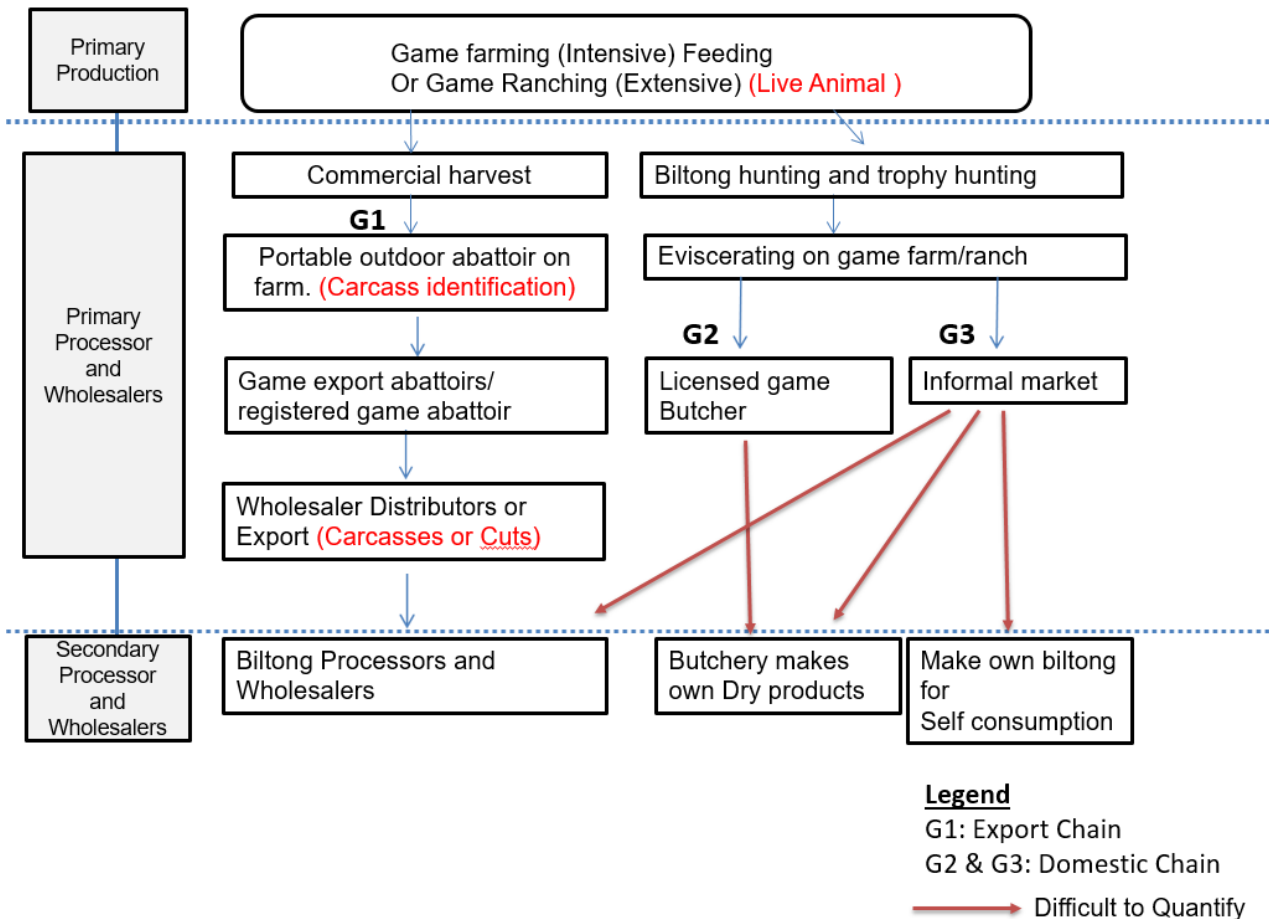 Primary
Production
Game farming (Intensive) Feeding
Or Game Ranching (Extensive) (Live Animal )
Primary
Processor
and
Wholesalers
Commercial harvest
Biltong hunting and trophy hunting
G1
Portable outdoor abattoir on
farm. (Carcass identification)
Eviscerating on game farm/ranch
G2
G3
Game export abattoirs/
registered game abattoir
Licensed game
Butcher
Informal market
Wholesaler Distributors or
Export (Carcasses or Cuts)
Secondary
Processor
and
Wholesalers
Biltong Processors and
Wholesalers
Butchery makes
own Dry products
Make own biltong
for
Self consumption
Legend
G1: Export Chain
G2 & G3: Domestic Chain
Difficult to Quantify